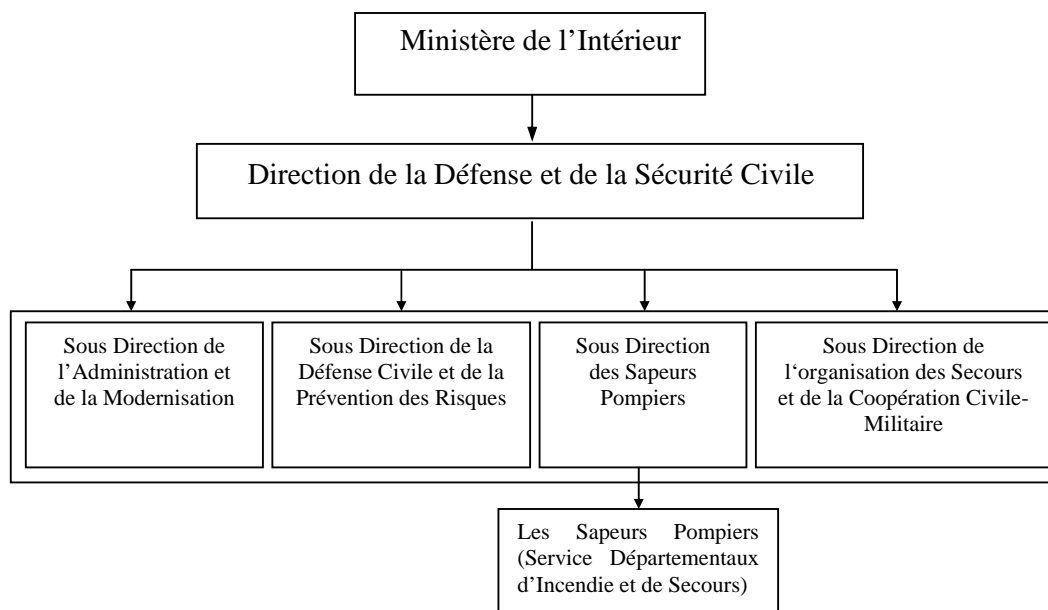 Ministère de l’Intérieur
Direction de la Défense et de la Sécurité Civile
Sous Direction de
l’Administration et
de la Modernisation
Sous Direction de la
Défense Civile et de la
Prévention des Risques
Sous Direction
des Sapeurs
Pompiers
Sous Direction de
l‘organisation des Secours
et de la Coopération Civile-
Militaire
Les Sapeurs Pompiers
(Service Départementaux
d’Incendie et de Secours)